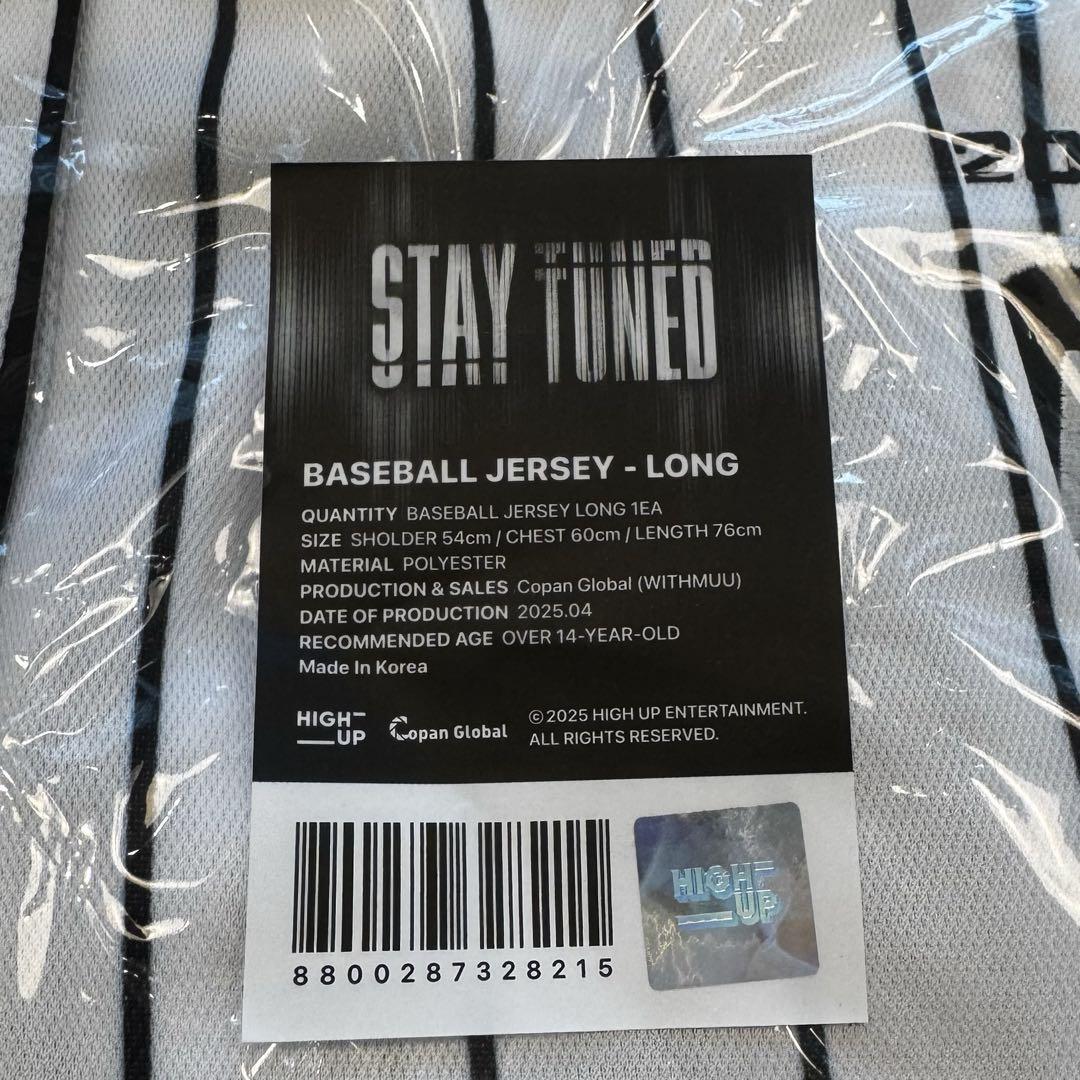 STAY TUNED
BASEBALL JERSEY - LONG
QUANTITY BASEBALL JERSEY LONG 1EA
SIZE SHOLDER 54cm / CHEST 60cm / LENGTH 76cm
MATERIAL POLYESTER
PRODUCTION & SALES Copan Global (WITHMUU)
DATE OF PRODUCTION 2025.04
RECOMMENDED AGE OVER 14-YEAR-OLD
Made In Korea
HIGH
UP
Copan Global
©2025 HIGH UP ENTERTAINMENT.
ALL RIGHTS RESERVED.
8800287328215
HIGH
UP